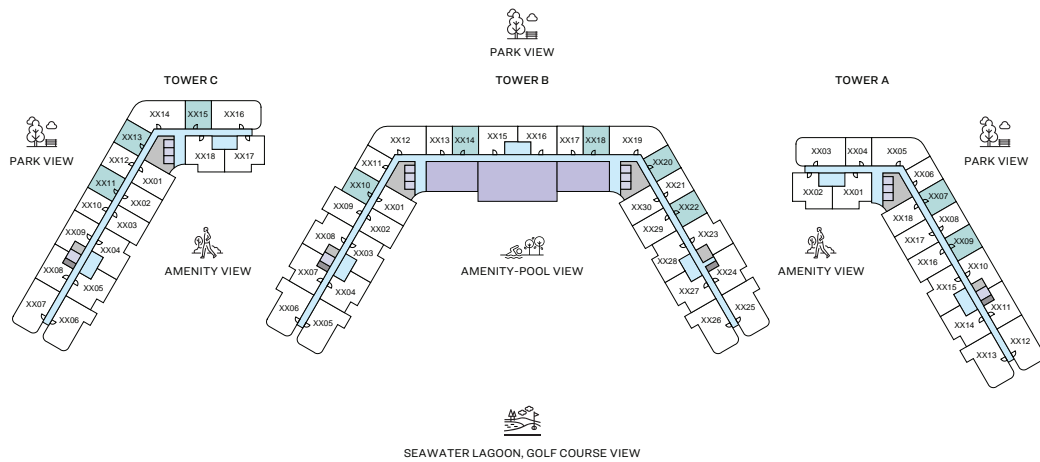 PARK VIEW
TOWER C
TOWER B
TOWER A
PARK VIEW
PARK VIEW
XX14
XX15
XX16
XX13
XX12
XX18
XX17
XX11
XX01
XX10
XX02
XX09
XX03
XX08
XX04
XX07
XX05
XX06
AMENITY VIEW
XX12
XX13
XX14
XX15
XX16
XX17
XX18
XX19
XX11
XX20
XX10
XX21
XX09
XX01
XX30
XX22
XX08
XX02
XX29
XX23
XX07
XX03
XX28
XX24
XX06
XX04
XX27
XX25
XX05
XX26
AMENITY-POOL VIEW
AMENITY VIEW
XX03
XX04
XX05
XX02
XX01
XX06
XX07
XX18
XX08
XX17
XX09
XX16
XX10
XX15
XX11
XX14
XX12
XX13
SEAWATER LAGOON, GOLF COURSE VIEW